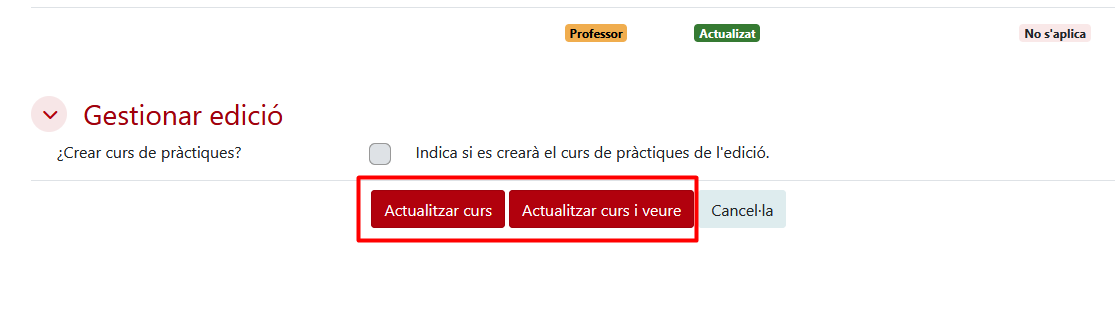 Professor Actualizat No s'aplica
Gestionar edició
¿Crear curs de pràctiques? Indica si es crearà el curs de pràctiques de l'edició.
Actualitzar curs Actualitzar curs i veure Cancel·la